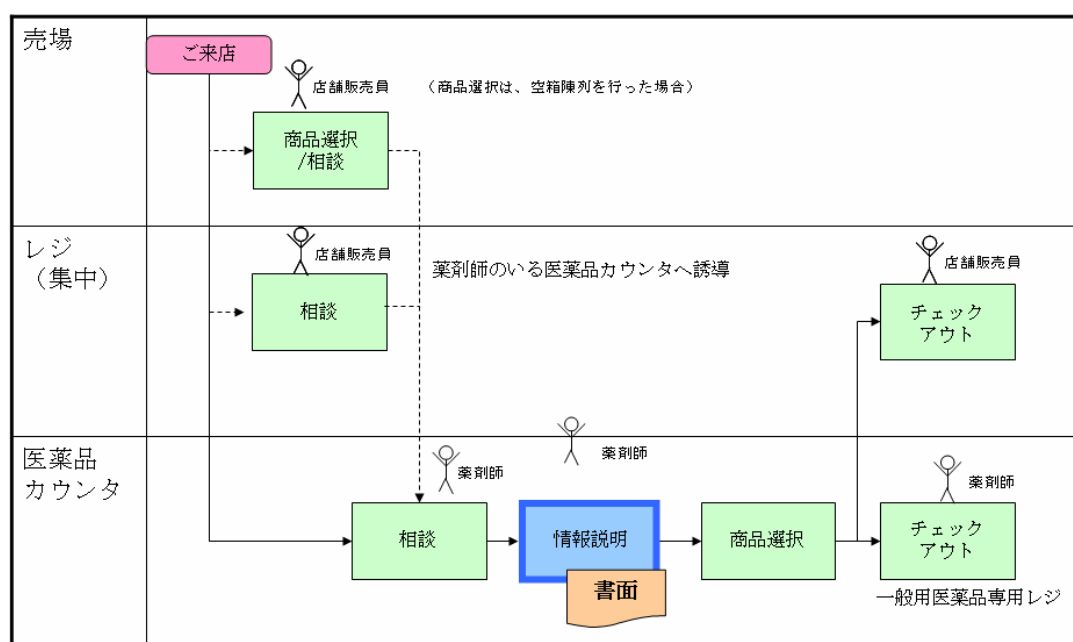 売場
ご来店
店舗販売員
（商品選択は、空箱陳列を行った場合）
商品選択
/相談
レジ
（集中）
店舗販売員
相談
薬剤師のいる医薬品カウンタへ誘導
店舗販売員
チェック
アウト
医薬品
カウンタ
薬剤師
相談
薬剤師
情報説明
書面
商品選択
薬剤師
チェック
アウト
一般用医薬品専用レジ